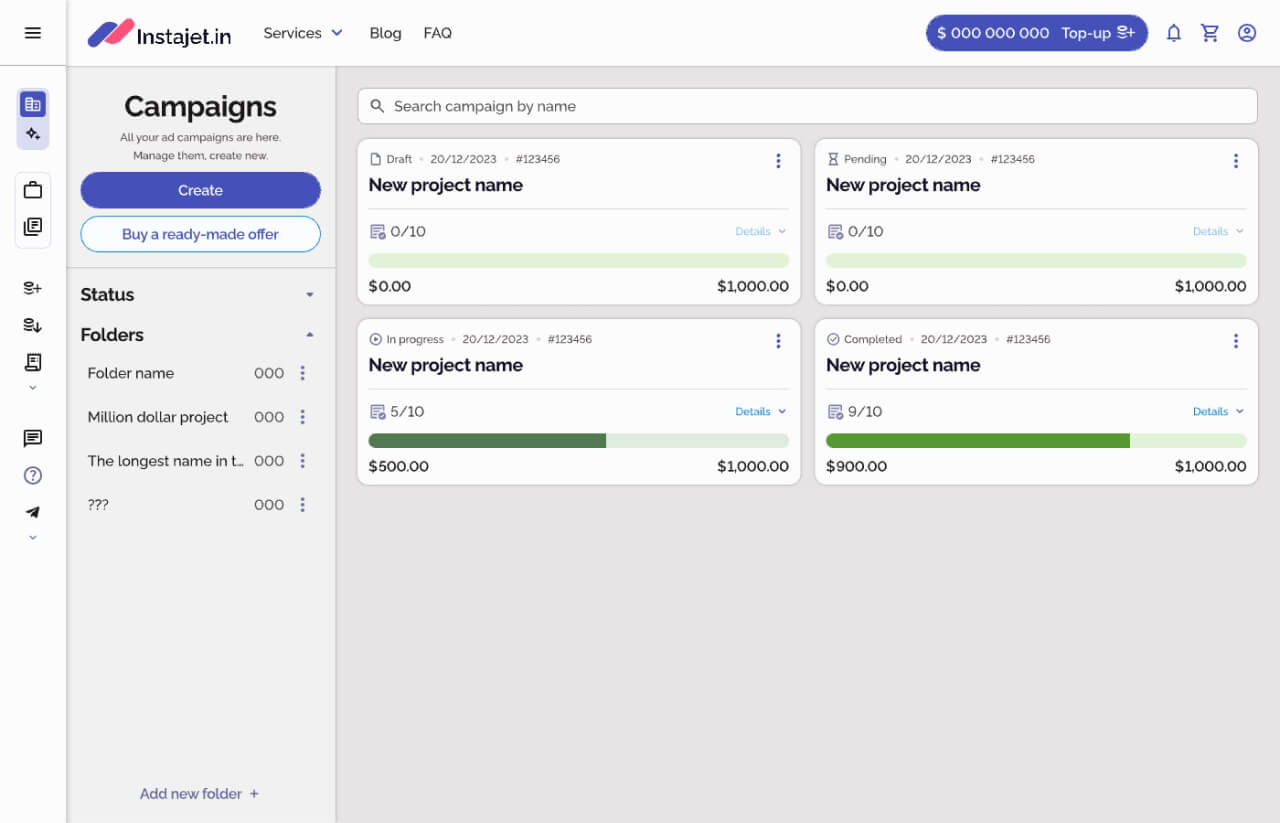 Instajet.in
Services
Blog
FAQ
$ 000 000 000 Top-up
Campaigns
All your ad campaigns are here.
Manage them, create new.
Create
Buy a ready-made offer
Status
Folders
Folder name 000
Million dollar project 000
The longest name in t... 000
??? 000
Add new folder +
Search campaign by name
Draft • 20/12/2023 • #123456
New project name
0/10 Details
$0.00 $1,000.00
Pending • 20/12/2023 • #123456
New project name
0/10 Details
$0.00 $1,000.00
In progress • 20/12/2023 • #123456
New project name
5/10 Details
$500.00 $1,000.00
Completed • 20/12/2023 • #123456
New project name
9/10 Details
$900.00 $1,000.00